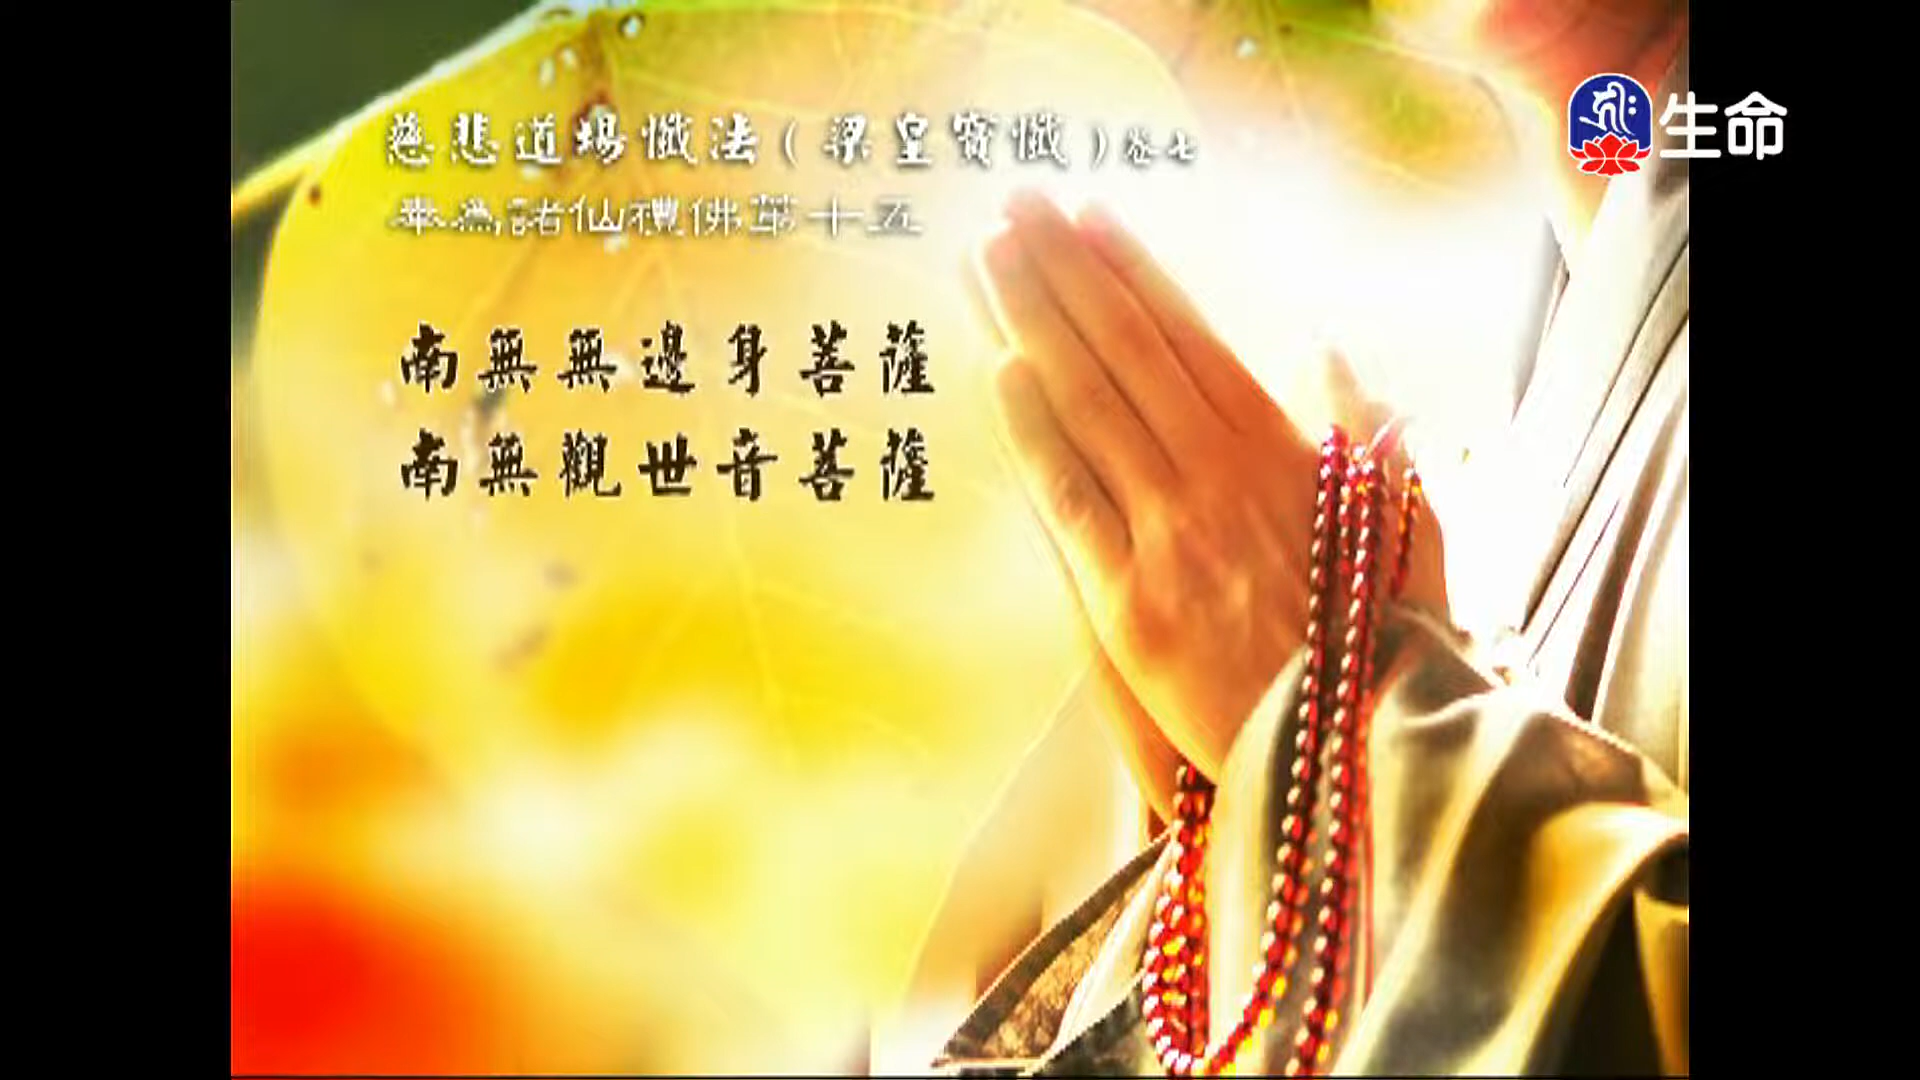 慈悲道場懺法(梁皇寶懺)卷七
奉為諸仙禮佛第十五
南無無邊身菩薩
南無觀世音菩薩
生命